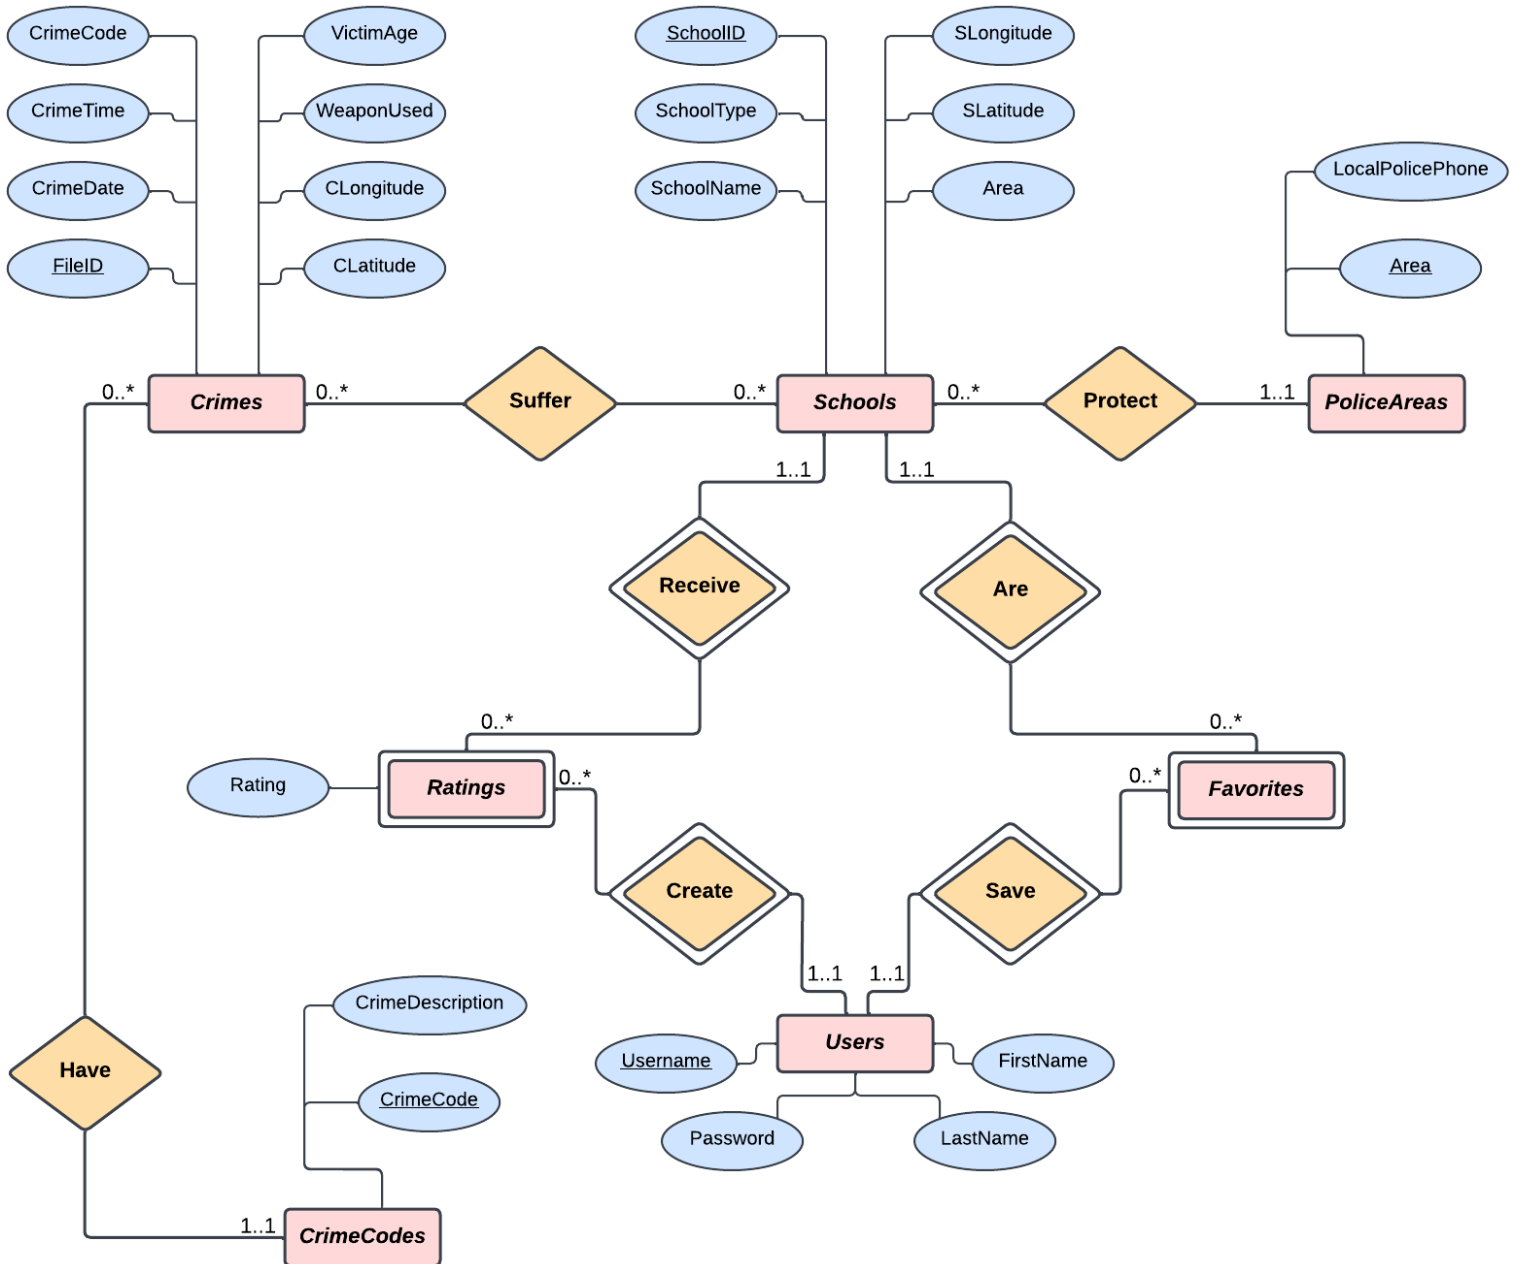 CrimeCode
VictimAge
SchoolID
SLongitude
CrimeTime
WeaponUsed
SchoolType
SLatitude
LocalPolicePhone
CrimeDate
CLongitude
SchoolName
Area
FileID
CLatitude
Area
0..*
Crimes
0..*
Suffer
0..*
Schools
0..*
Protect
1..1
PoliceAreas
1..1
1..1
Receive
Are
0..*
0..*
Rating
Ratings
0..*
0..*
Favorites
Create
Save
1..1
1..1
CrimeDescription
Users
Username
FirstName
Have
CrimeCode
Password
LastName
1..1
CrimeCodes